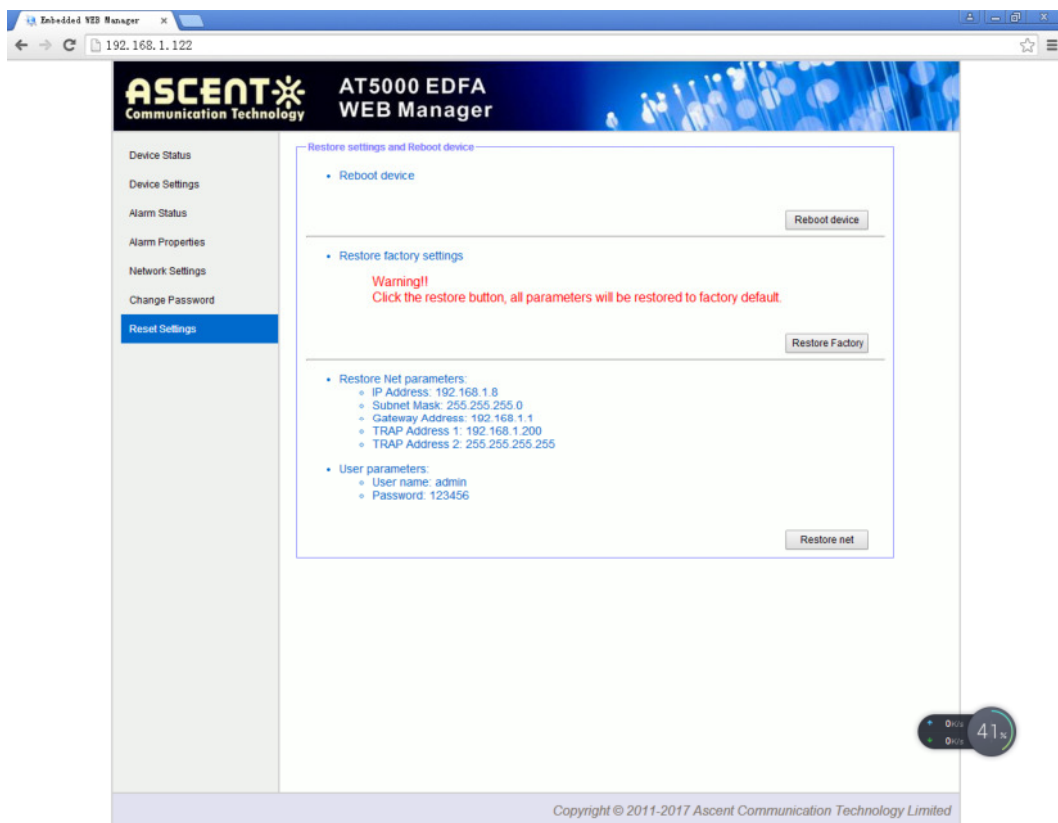 Embedded WEB Manager
192.168.1.122
ASCENT
Communication Technology
AT5000 EDFA
WEB Manager
Device Status
Device Settings
Alarm Status
Alarm Properties
Network Settings
Change Password
Reset Settings
Restore settings and Reboot device
Reboot device
Reboot device
Restore factory settings
Warning!!
Click the restore button, all parameters will be restored to factory default.
Restore Factory
Restore Net parameters:
IP Address: 192.168.1.8
Subnet Mask: 255.255.255.0
Gateway Address: 192.168.1.1
TRAP Address 1: 192.168.1.200
TRAP Address 2: 255.255.255.255
User parameters:
User name: admin
Password: 123456
Restore net
0K/s
0K/s
41%
Copyright © 2011-2017 Ascent Communication Technology Limited